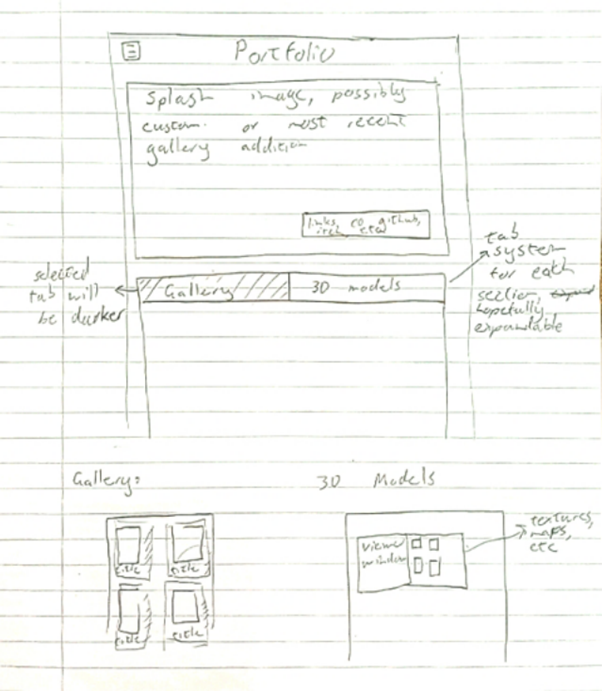 Portfolio
Splash image, possibly
custom or most recent
gallery addition
links to github,
itch, etc
tab
system
for each
section,
hopefully
expandable
selected
tab will
be darker
Gallery
3D models
Gallery:
3D Models
title
title
title
title
viewer
window
textures,
maps,
etc